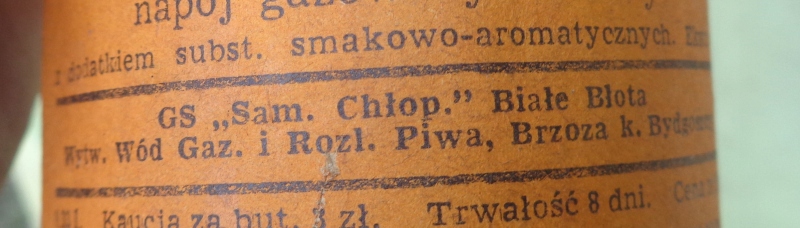 napój
z dodatkiem subst. smakowo-aromatycznych.
GS „Sam. Chłop.” Białe Błota
Wytw. Wód Gaz. i Rozl. Piwa, Brzoza k.
Kaucja za but. 3 zł. Trwałość 8 dni. Cena